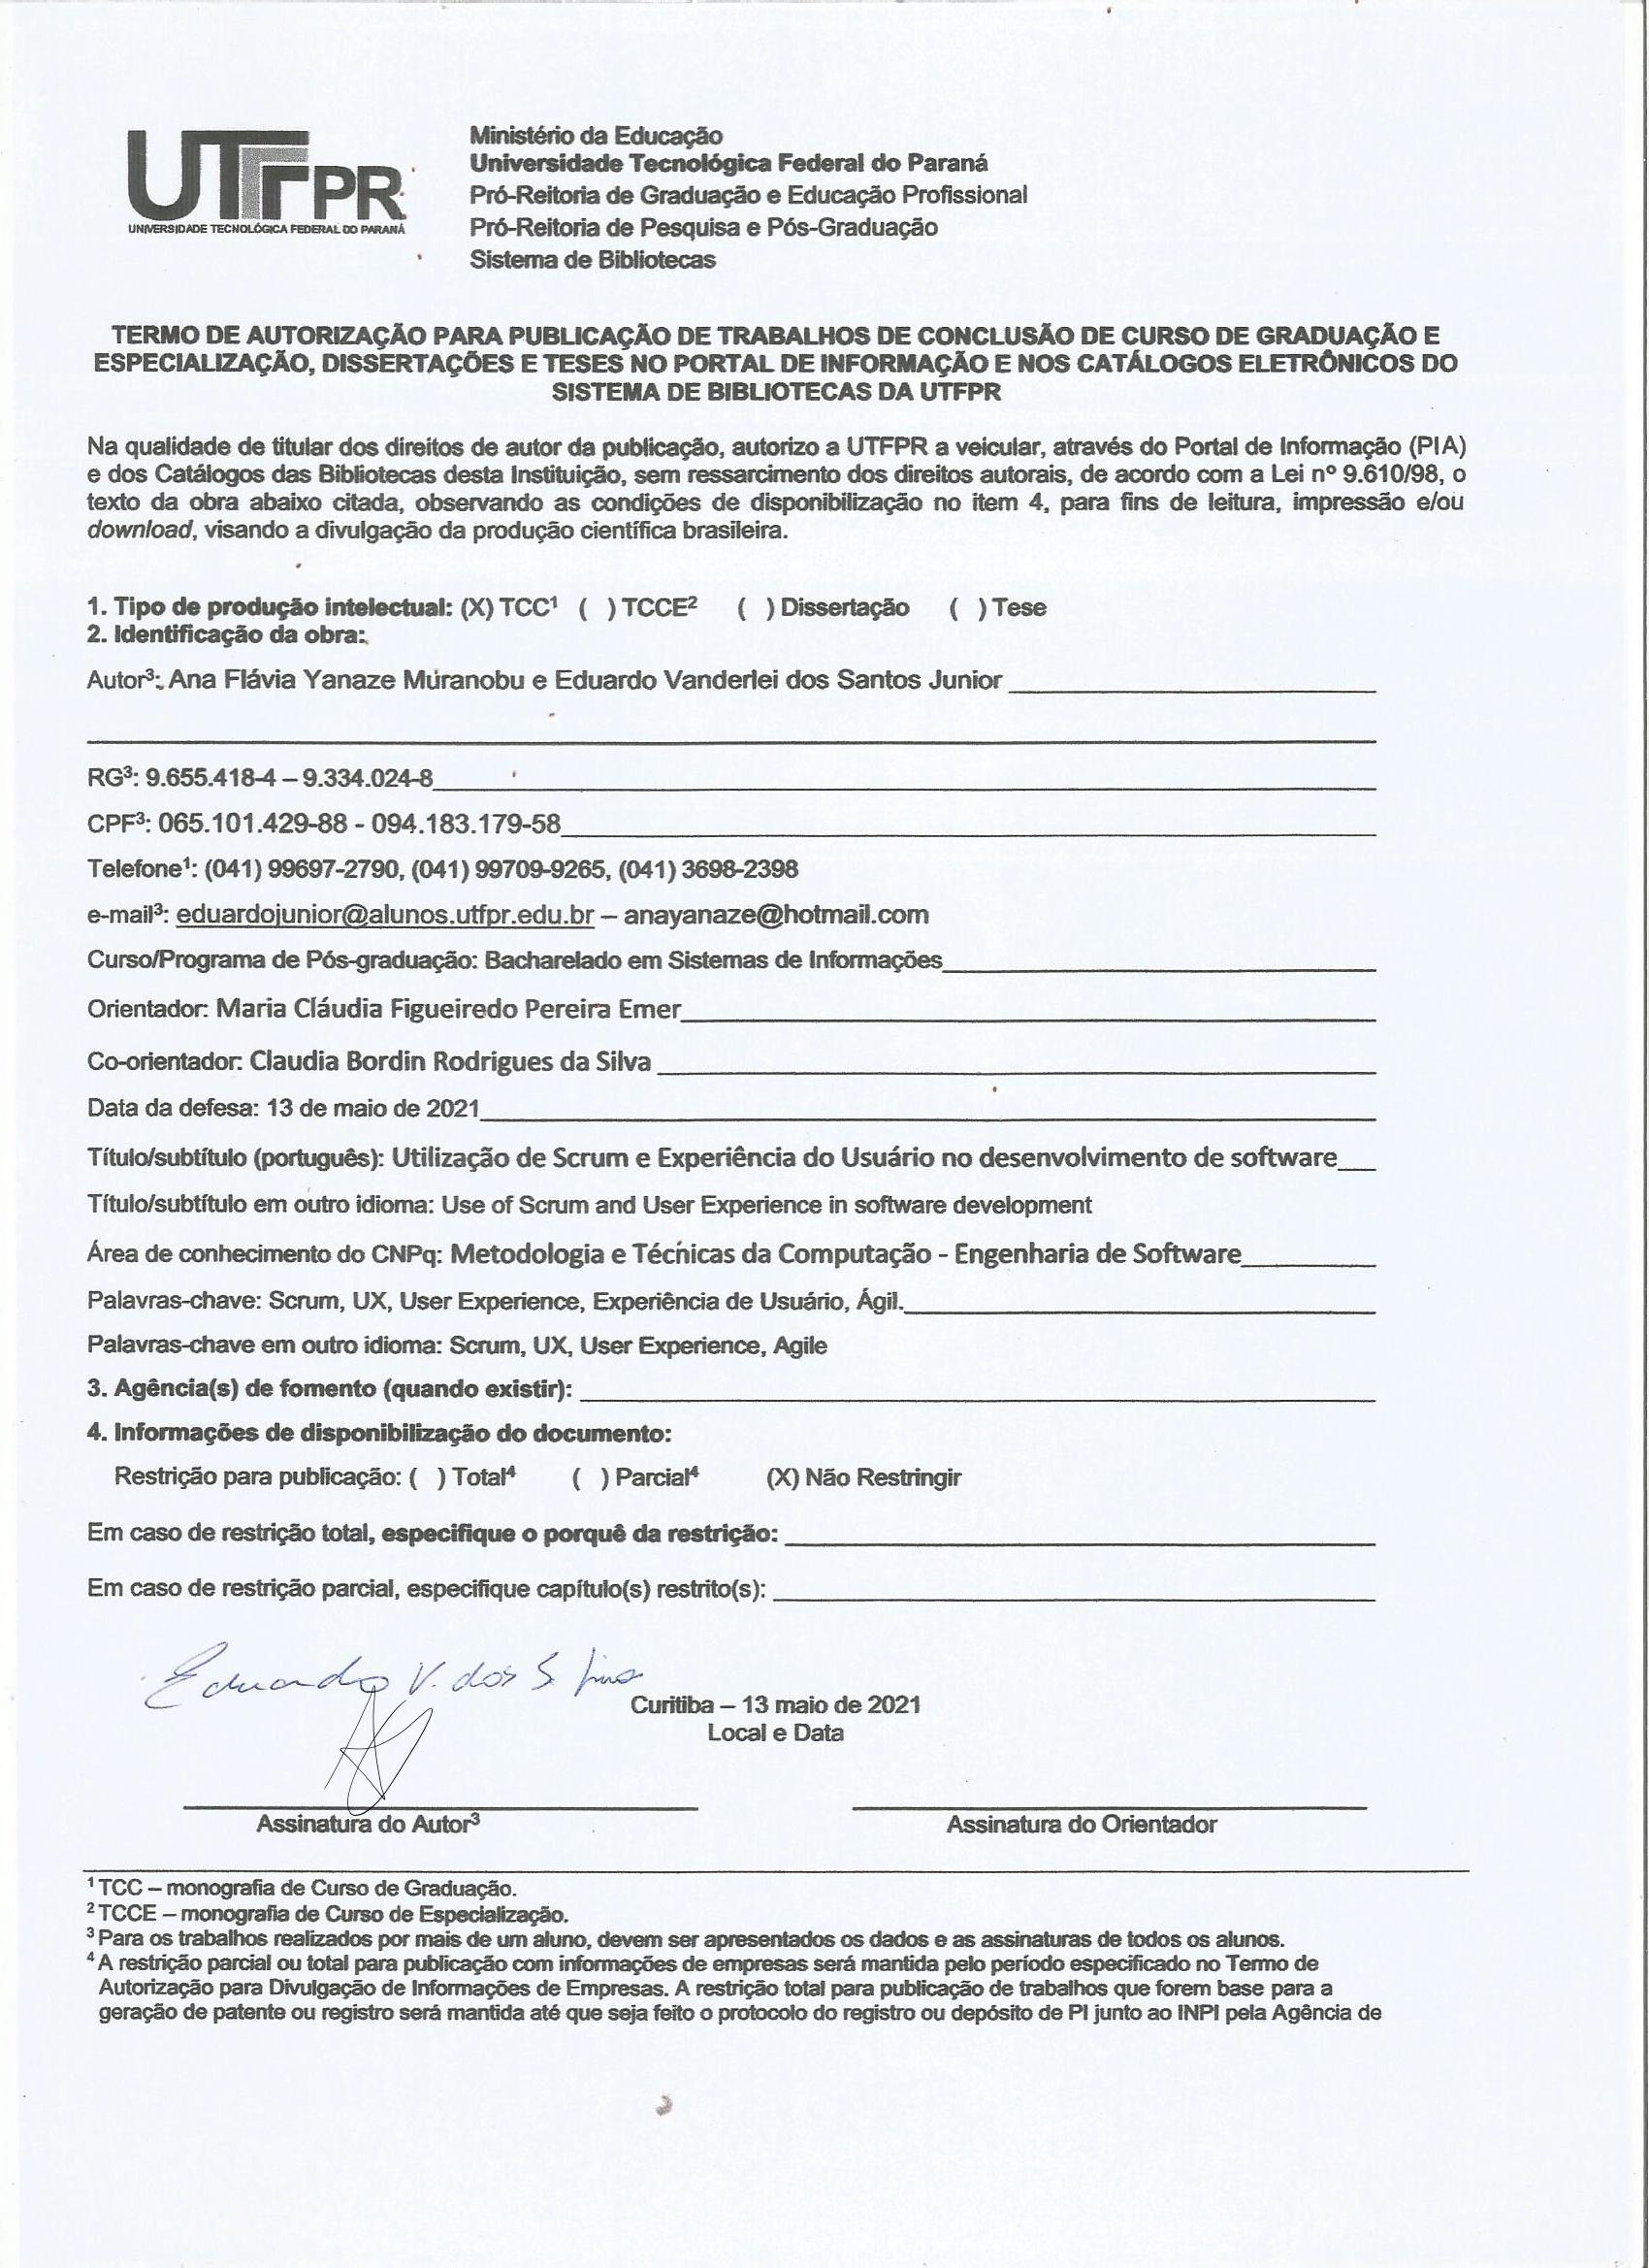 UTFPR
UNIVERSIDADE TECNOLÓGICA FEDERAL DO PARANÁ
Ministério da Educação
Universidade Tecnológica Federal do Paraná
Pró-Reitoria de Graduação e Educação Profissional
Pró-Reitoria de Pesquisa e Pós-Graduação
Sistema de Bibliotecas
TERMO DE AUTORIZAÇÃO PARA PUBLICAÇÃO DE TRABALHOS DE CONCLUSÃO DE CURSO DE GRADUAÇÃO E
ESPECIALIZAÇÃO, DISSERTAÇÕES E TESES NO PORTAL DE INFORMAÇÃO E NOS CATÁLOGOS ELETRÔNICOS DO
SISTEMA DE BIBLIOTECAS DA UTFPR
Na qualidade de titular dos direitos de autor da publicação, autorizo a UTFPR a veicular, através do Portal de Informação (PIA)
e dos Catálogos das Bibliotecas desta Instituição, sem ressarcimento dos direitos autorais, de acordo com a Lei nº 9.610/98, o
texto da obra abaixo citada, observando as condições de disponibilização no item 4, para fins de leitura, impressão e/ou
download, visando a divulgação da produção científica brasileira.
1. Tipo de produção intelectual: (X) TCC¹ ( ) TCCE² ( ) Dissertação ( ) Tese
2. Identificação da obra:
Autor³: Ana Flávia Yanaze Muranobu e Eduardo Vanderlei dos Santos Junior
RG³: 9.655.418-4 – 9.334.024-8
CPF³: 065.101.429-88 - 094.183.179-58
Telefone¹: (041) 99697-2790, (041) 99709-9265, (041) 3698-2398
e-mail³: eduardojunior@alunos.utfpr.edu.br – anayanaze@hotmail.com
Curso/Programa de Pós-graduação: Bacharelado em Sistemas de Informações
Orientador: Maria Cláudia Figueiredo Pereira Emer
Co-orientador: Claudia Bordin Rodrigues da Silva
Data da defesa: 13 de maio de 2021
Título/subtítulo (português): Utilização de Scrum e Experiência do Usuário no desenvolvimento de software
Título/subtítulo em outro idioma: Use of Scrum and User Experience in software development
Área de conhecimento do CNPq: Metodologia e Técnicas da Computação - Engenharia de Software
Palavras-chave: Scrum, UX, User Experience, Experiência de Usuário, Ágil.
Palavras-chave em outro idioma: Scrum, UX, User Experience, Agile
3. Agência(s) de fomento (quando existir):
4. Informações de disponibilização do documento:
Restrição para publicação: ( ) Total⁴ ( ) Parcial⁴ (X) Não Restringir
Em caso de restrição total, especifique o porquê da restrição:
Em caso de restrição parcial, especifique capítulo(s) restrito(s):
Eduardo V. dos S.
Curitiba – 13 maio de 2021
Local e Data
Assinatura do Autor³ Assinatura do Orientador
¹ TCC – monografia de Curso de Graduação.
² TCCE – monografia de Curso de Especialização.
³ Para os trabalhos realizados por mais de um aluno, devem ser apresentados os dados e as assinaturas de todos os alunos.
⁴ A restrição parcial ou total para publicação com informações de empresas será mantida pelo período especificado no Termo de
Autorização para Divulgação de Informações de Empresas. A restrição total para publicação de trabalhos que forem base para a
geração de patente ou registro será mantida até que seja feito o protocolo do registro ou depósito de PI junto ao INPI pela Agência de